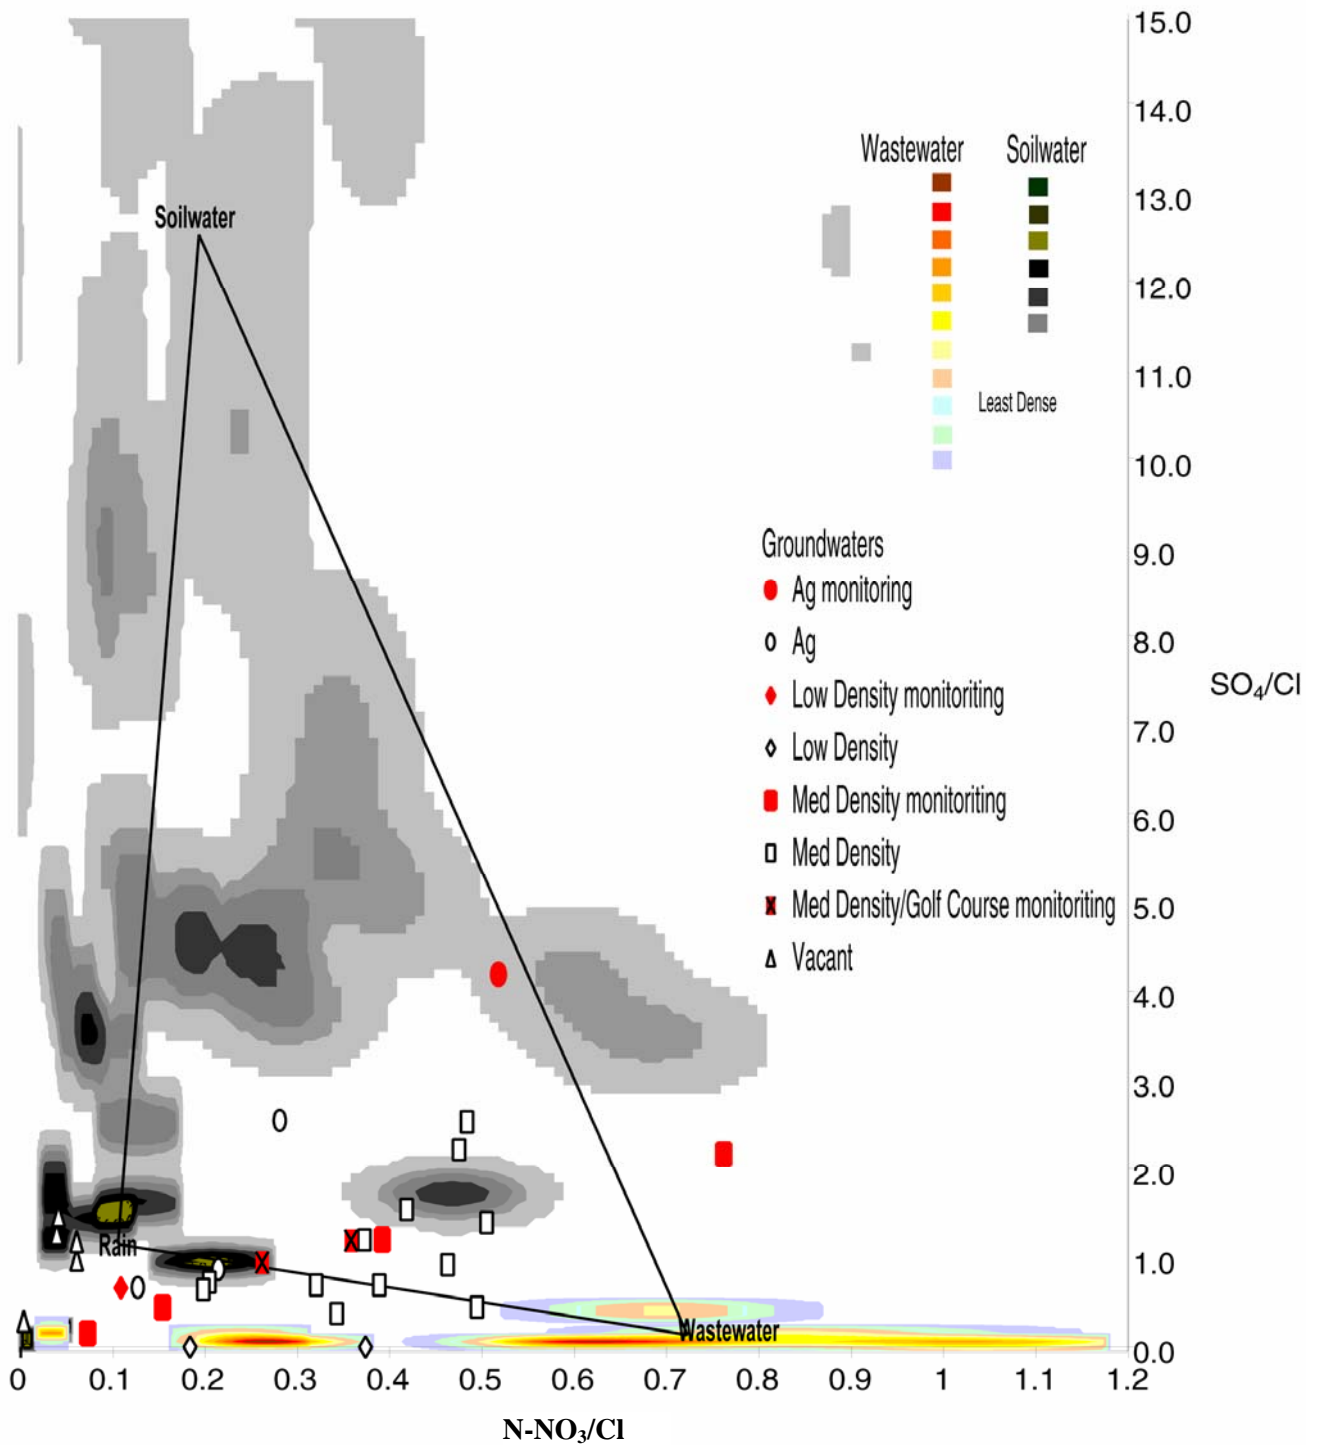 15.0
14.0
Wastewater Soilwater
13.0
Soilwater
12.0
11.0
Least Dense
10.0
Groundwaters
9.0
Ag monitoring
Ag
8.0
SO₄/Cl
Low Density monitoriting
7.0
Low Density
Med Density monitoriting
6.0
Med Density
Med Density/Golf Course monitoriting
5.0
Vacant
4.0
3.0
2.0
Rain
1.0
Wastewater
0.0
0 0.1 0.2 0.3 0.4 0.5 0.6 0.7 0.8 0.9 1 1.1 1.2
N-NO₃/Cl